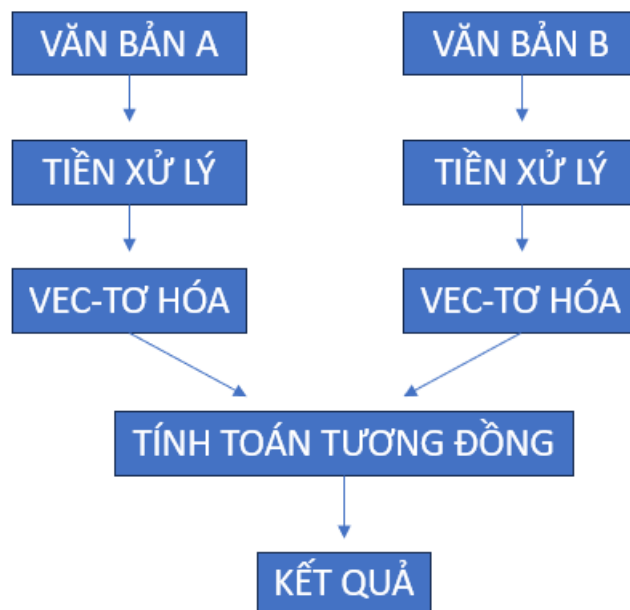 VĂN BẢN A
VĂN BẢN B
TIỀN XỬ LÝ
TIỀN XỬ LÝ
VEC-TƠ HÓA
VEC-TƠ HÓA
TÍNH TOÁN TƯƠNG ĐỒNG
KẾT QUẢ